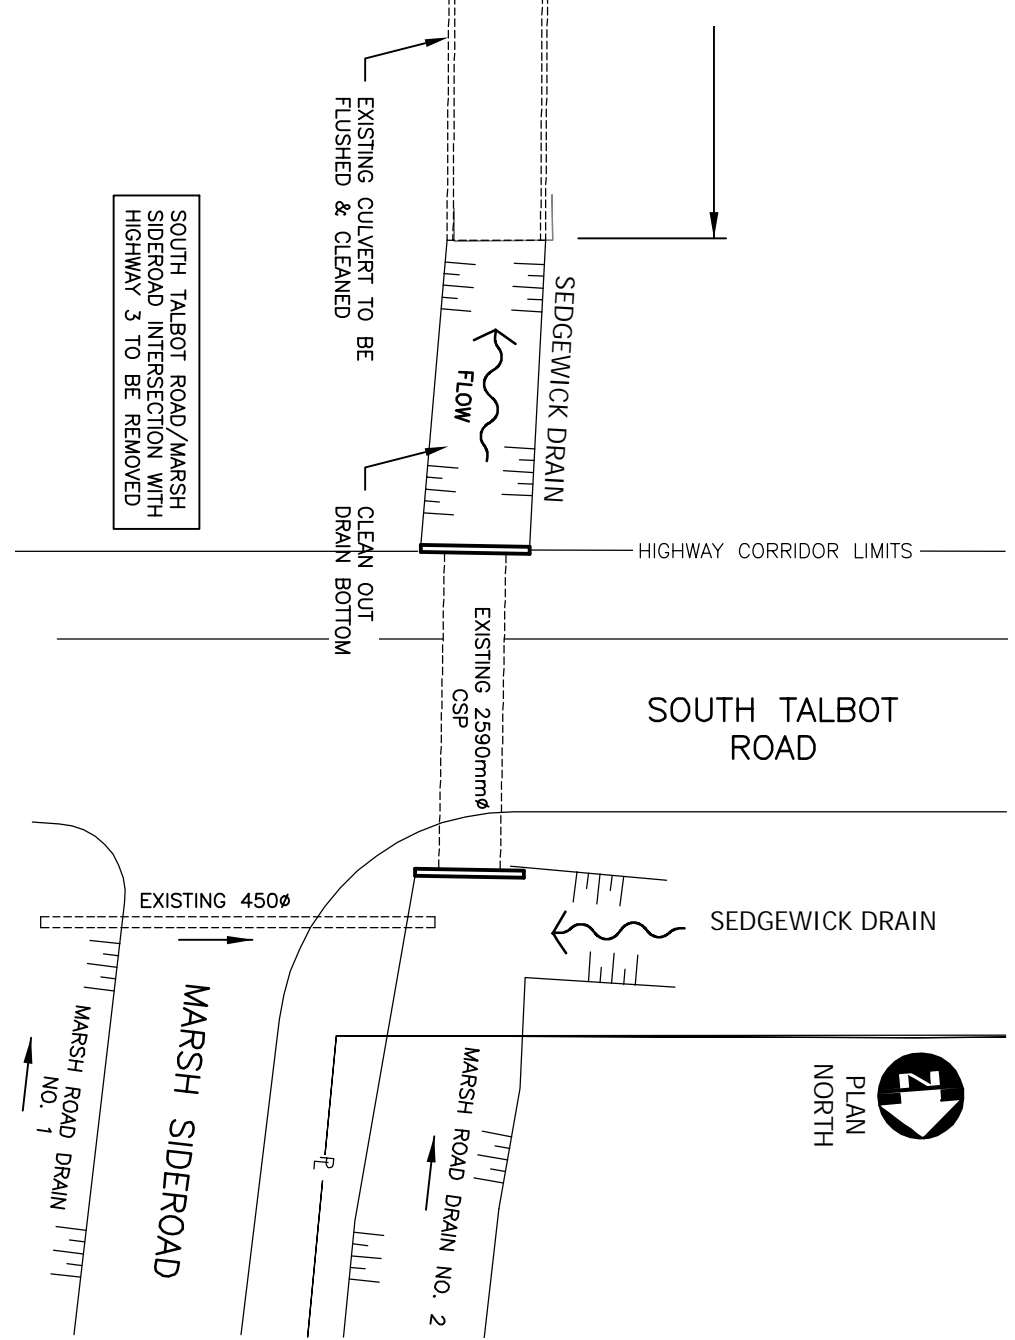 EXISTING CULVERT TO BE
FLUSHED & CLEANED
SOUTH TALBOT ROAD/MARSH
SIDEROAD INTERSECTION WITH
HIGHWAY 3 TO BE REMOVED
SEDGEWICK DRAIN
FLOW
CLEAN OUT
DRAIN BOTTOM
HIGHWAY CORRIDOR LIMITS
EXISTING 2590mmø
CSP
SOUTH TALBOT
ROAD
EXISTING 450ø
SEDGEWICK DRAIN
MARSH SIDEROAD
MARSH ROAD DRAIN
NO. 1
MARSH ROAD DRAIN NO. 2
PL
N
PLAN
NORTH